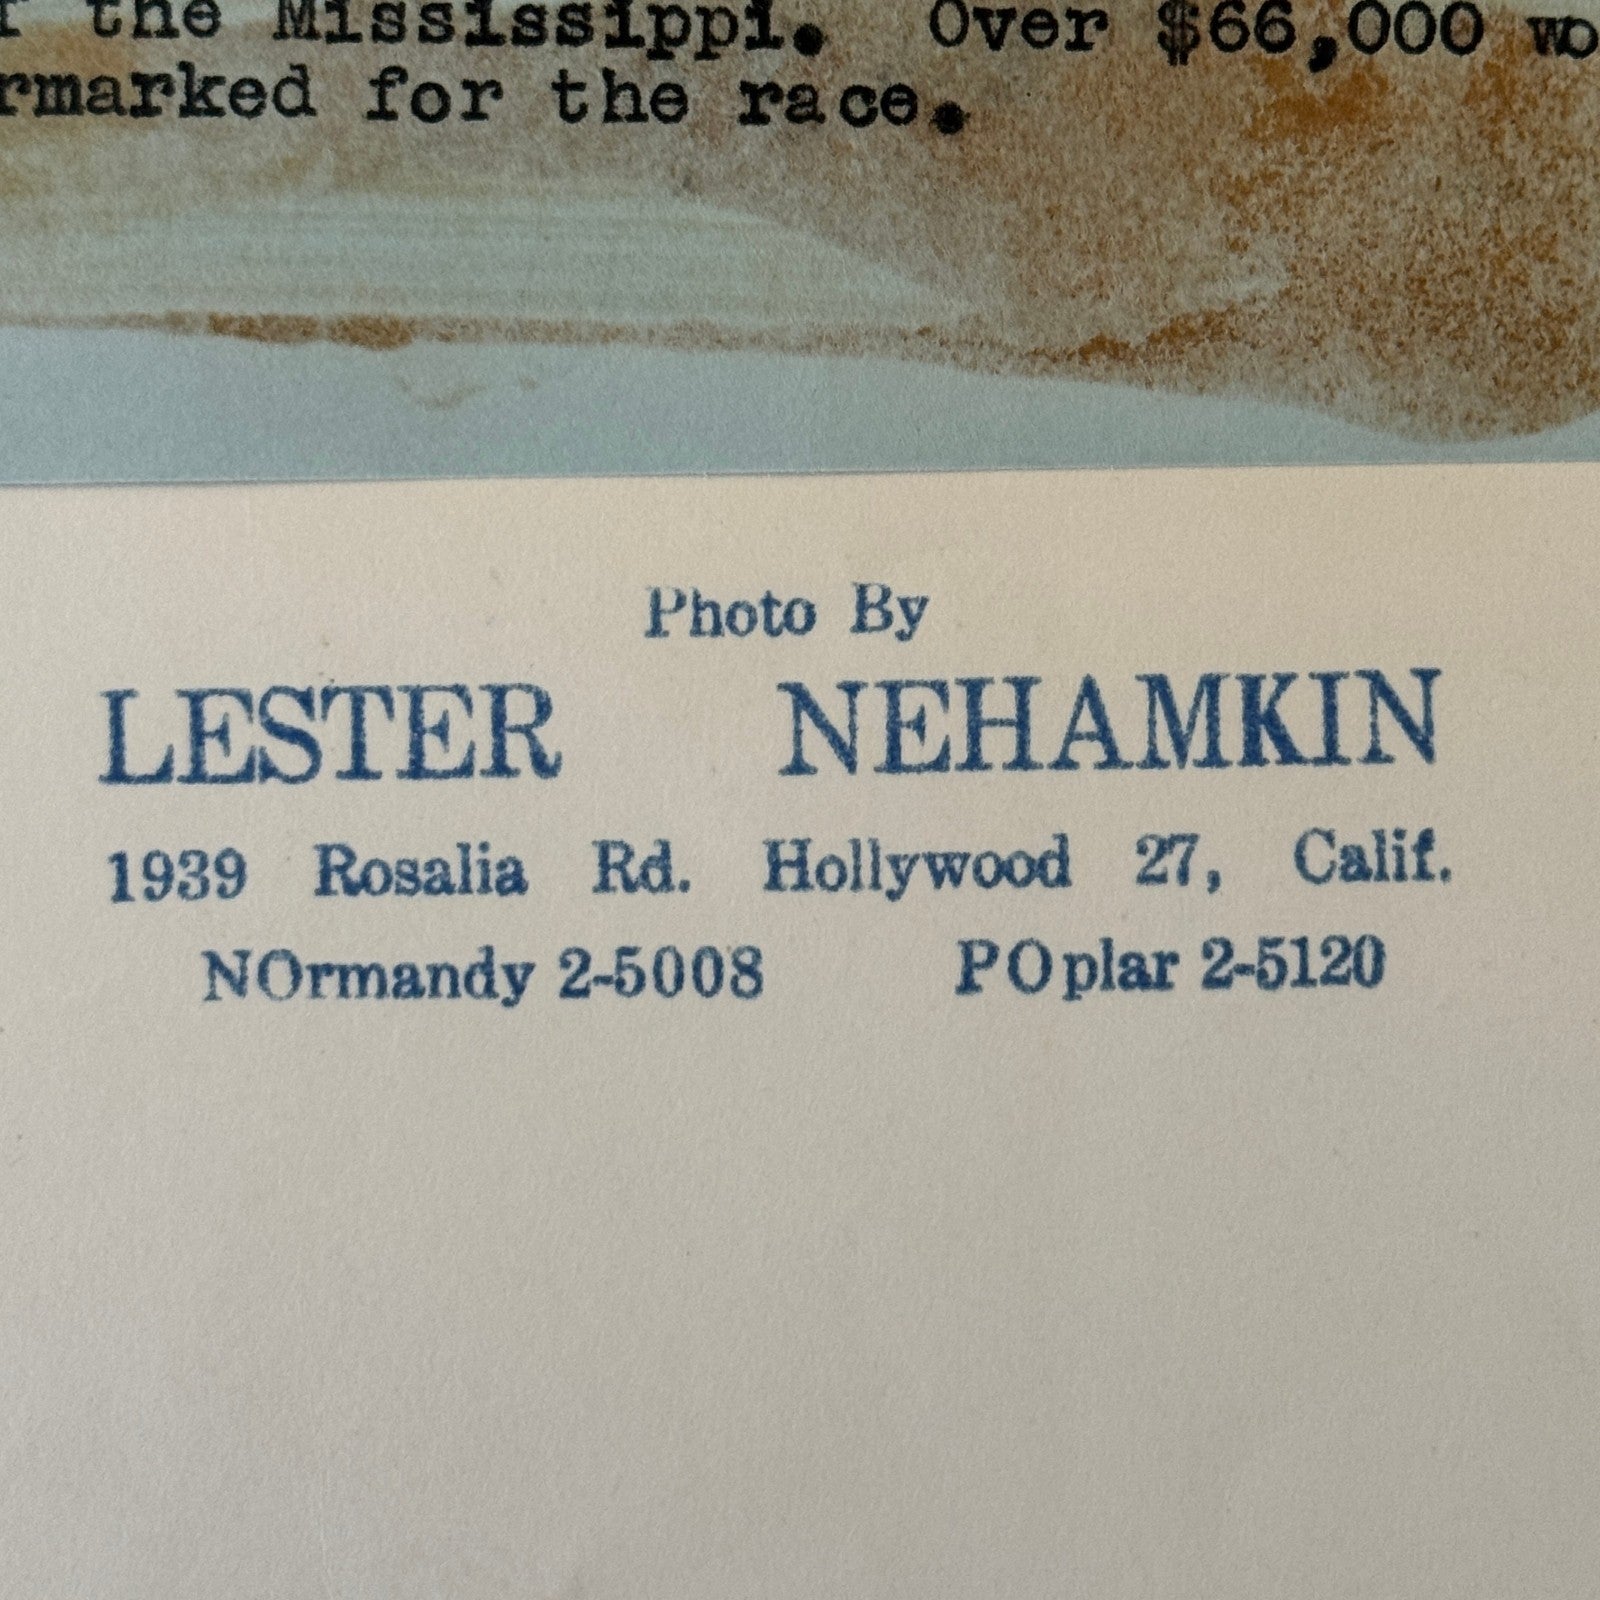 the Mississippi. Over $66,000
rmarked for the race.
Photo By
LESTER NEHAMKIN
1939 Rosalia Rd. Hollywood 27, Calif.
NOrmandy 2-5008 POplar 2-5120